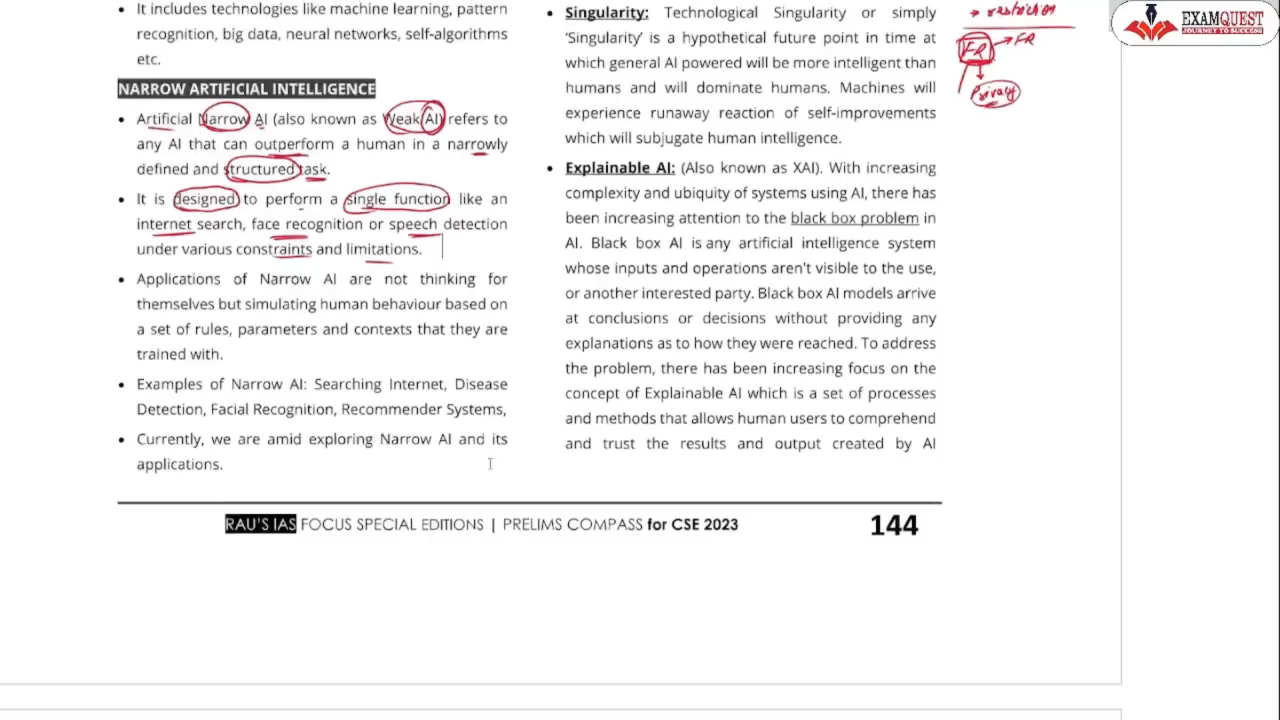 • It includes technologies like machine learning, pattern
recognition, big data, neural networks, self-algorithms
etc.
NARROW ARTIFICIAL INTELLIGENCE
• Artificial Narrow AI (also known as Weak AI) refers to
any AI that can outperform a human in a narrowly
defined and structured task.
• It is designed to perform a single function like an
internet search, face recognition or speech detection
under various constraints and limitations.
• Applications of Narrow AI are not thinking for
themselves but simulating human behaviour based on
a set of rules, parameters and contexts that they are
trained with.
• Examples of Narrow AI: Searching Internet, Disease
Detection, Facial Recognition, Recommender Systems,
• Currently, we are amid exploring Narrow AI and its
applications.
• Singularity: Technological Singularity or simply
‘Singularity’ is a hypothetical future point in time at
which general AI powered will be more intelligent than
humans and will dominate humans. Machines will
experience runaway reaction of self-improvements
which will subjugate human intelligence.
• Explainable AI: (Also known as XAI). With increasing
complexity and ubiquity of systems using AI, there has
been increasing attention to the black box problem in
AI. Black box AI is any artificial intelligence system
whose inputs and operations aren't visible to the use,
or another interested party. Black box AI models arrive
at conclusions or decisions without providing any
explanations as to how they were reached. To address
the problem, there has been increasing focus on the
concept of Explainable AI which is a set of processes
and methods that allows human users to comprehend
and trust the results and output created by AI
→ restriction
FR → FR
Privacy
EXAMQUEST
JOURNEY TO SUCCESS
RAU'S IAS FOCUS SPECIAL EDITIONS | PRELIMS COMPASS for CSE 2023
144